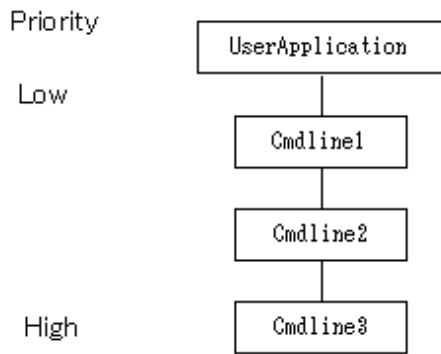 Priority
UserApplication
Low
Cmdline1
Cmdline2
High
Cmdline3